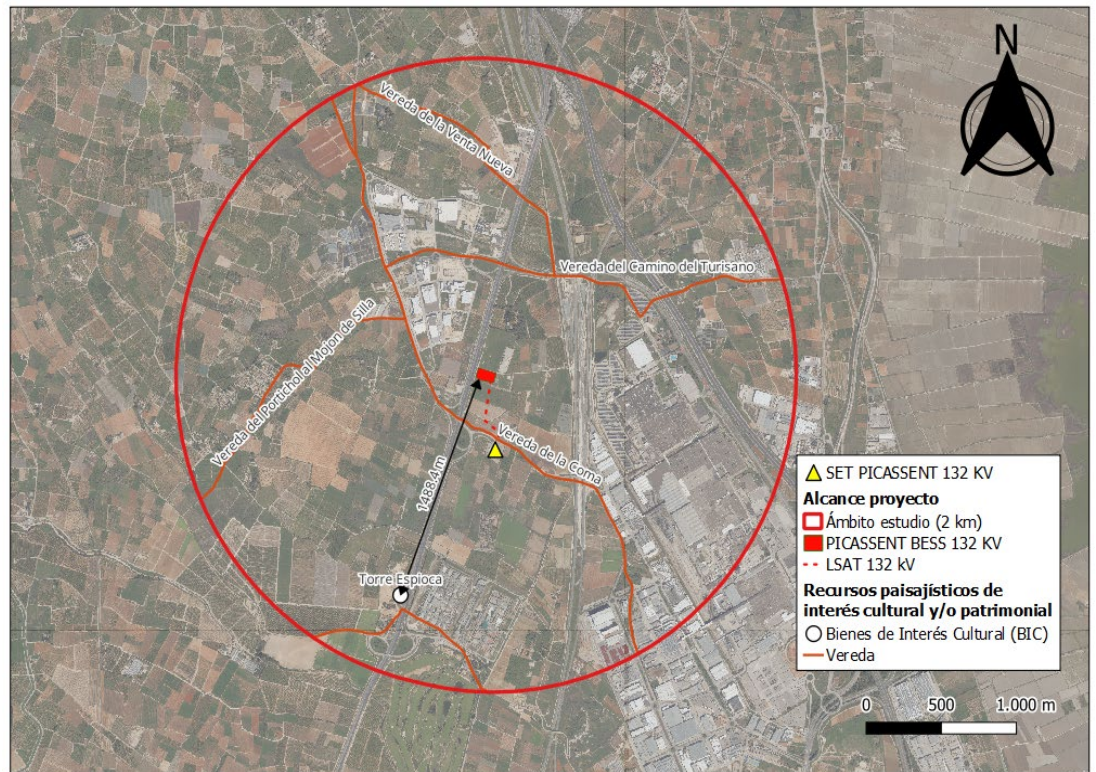 N
Vereda de la Venta Nueva
Vereda del Camino del Turisano
Vereda del Portichol al Mojon de Silla
Vereda de la Coma
1488.4 m
Torre Espioca
SET PICASSENT 132 KV
Alcance proyecto
Ámbito estudio (2 km)
PICASSENT BESS 132 KV
LSAT 132 kV
Recursos paisajísticos de
interés cultural y/o patrimonial
Bienes de Interés Cultural (BIC)
Vereda
0 500 1.000 m